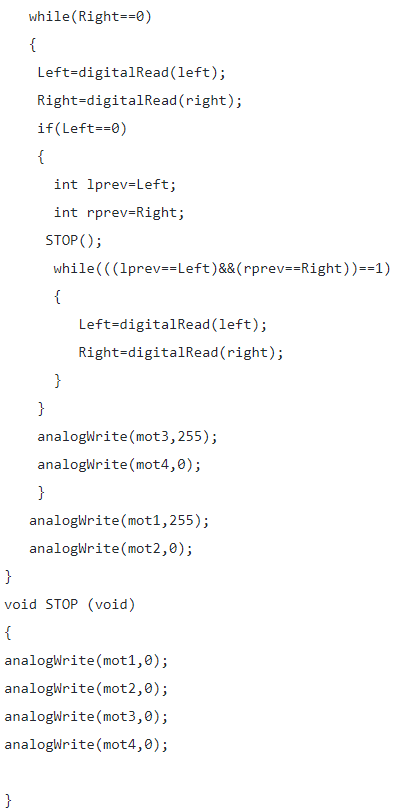 while(Right==0)
{
Left=digitalRead(left);
Right=digitalRead(right);
if(Left==0)
{
int lprev=Left;
int rprev=Right;
STOP();
while(((lprev==Left)&&(rprev==Right))==1)
{
Left=digitalRead(left);
Right=digitalRead(right);
}
}
analogWrite(mot3,255);
analogWrite(mot4,0);
}
analogWrite(mot1,255);
analogWrite(mot2,0);
}
void STOP (void)
{
analogWrite(mot1,0);
analogWrite(mot2,0);
analogWrite(mot3,0);
analogWrite(mot4,0);
}